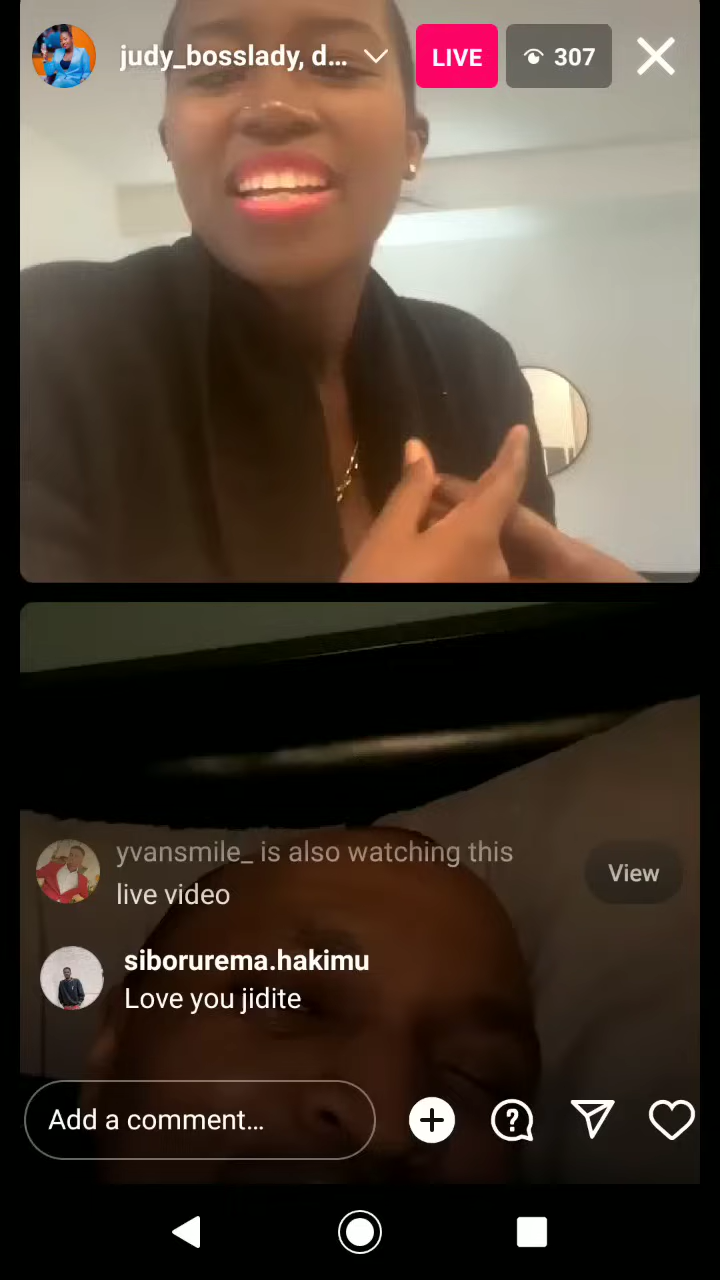 judy_bosslady, d...
LIVE
307
yvansmile_ is also watching this
live video
View
siborurema.hakimu
Love you jidite
Add a comment...